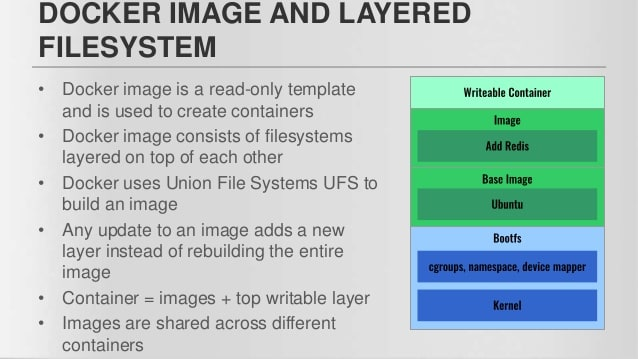 DOCKER IMAGE AND LAYERED
FILESYSTEM
• Docker image is a read-only template
and is used to create containers
• Docker image consists of filesystems
layered on top of each other
• Docker uses Union File Systems UFS to
build an image
• Any update to an image adds a new
layer instead of rebuilding the entire
image
• Container = images + top writable layer
• Images are shared across different
containers
Writeable Container
Image
Add Redis
Base Image
Ubuntu
Bootfs
cgroups, namespace, device mapper
Kernel